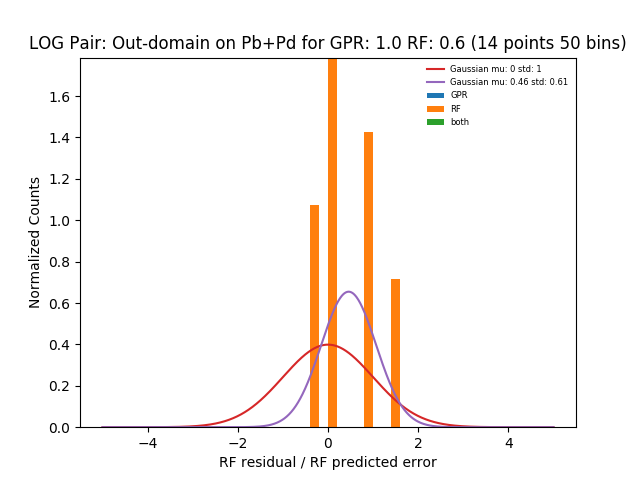 LOG Pair: Out-domain on Pb+Pd for GPR: 1.0 RF: 0.6 (14 points 50 bins)
Gaussian mu: 0 std: 1
Gaussian mu: 0.46 std: 0.61
GPR
RF
both
Normalized Counts
1.6
1.4
1.2
1.0
0.8
0.6
0.4
0.2
0.0
−4
−2
0
2
4
RF residual / RF predicted error